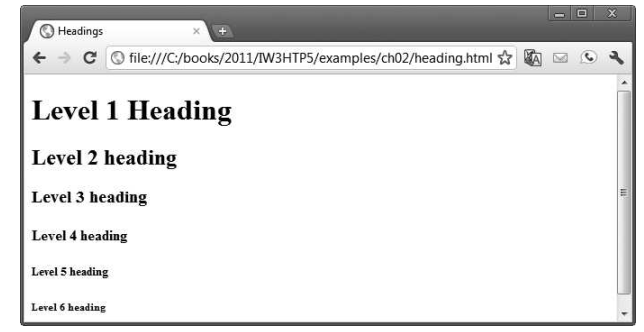 Headings
file:///C:/books/2011/IW3HTP5/examples/ch02/heading.html
Level 1 Heading
Level 2 heading
Level 3 heading
Level 4 heading
Level 5 heading
Level 6 heading